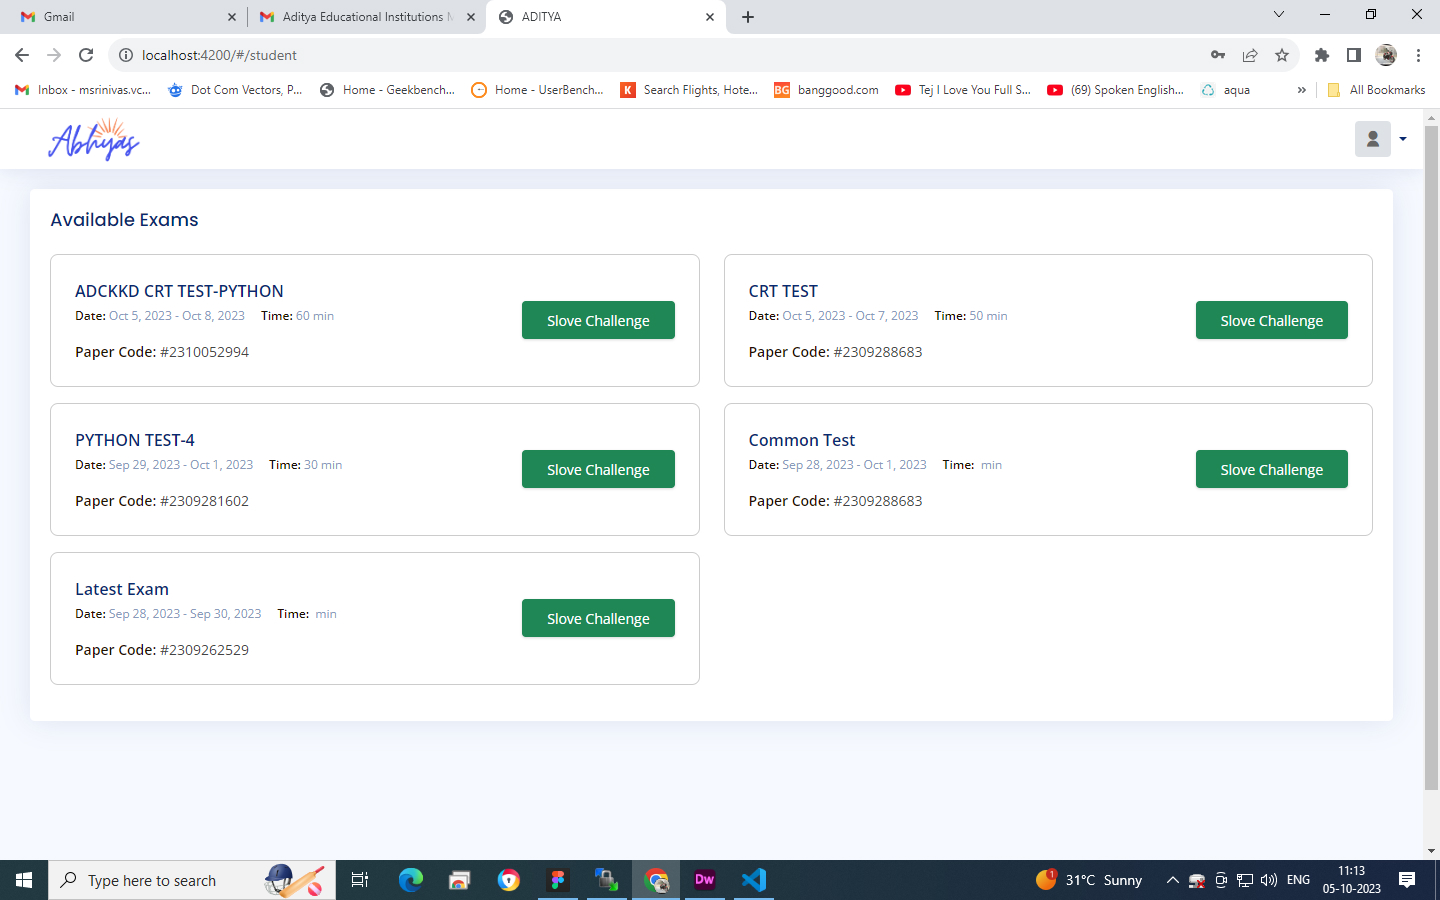 Gmail
Aditya Educational Institutions
ADITYA
localhost:4200/#/student
Inbox - msrinivas.vc...
Dot Com Vectors, P...
Home - Geekbench...
Home - UserBench...
K
Search Flights, Hote...
BG
banggood.com
Tej I Love You Full S...
(69) Spoken English...
aqua
»
All Bookmarks
Abhyas
Available Exams
ADCKKD CRT TEST-PYTHON
Date: Oct 5, 2023 - Oct 8, 2023 Time: 60 min
Paper Code: #2310052994
Slove Challenge
CRT TEST
Date: Oct 5, 2023 - Oct 7, 2023 Time: 50 min
Paper Code: #2309288683
Slove Challenge
PYTHON TEST-4
Date: Sep 29, 2023 - Oct 1, 2023 Time: 30 min
Paper Code: #2309281602
Slove Challenge
Common Test
Date: Sep 28, 2023 - Oct 1, 2023 Time: min
Paper Code: #2309288683
Slove Challenge
Latest Exam
Date: Sep 28, 2023 - Sep 30, 2023 Time: min
Paper Code: #2309262529
Slove Challenge
Type here to search
Dw
1
31°C Sunny
ENG
11:13
05-10-2023